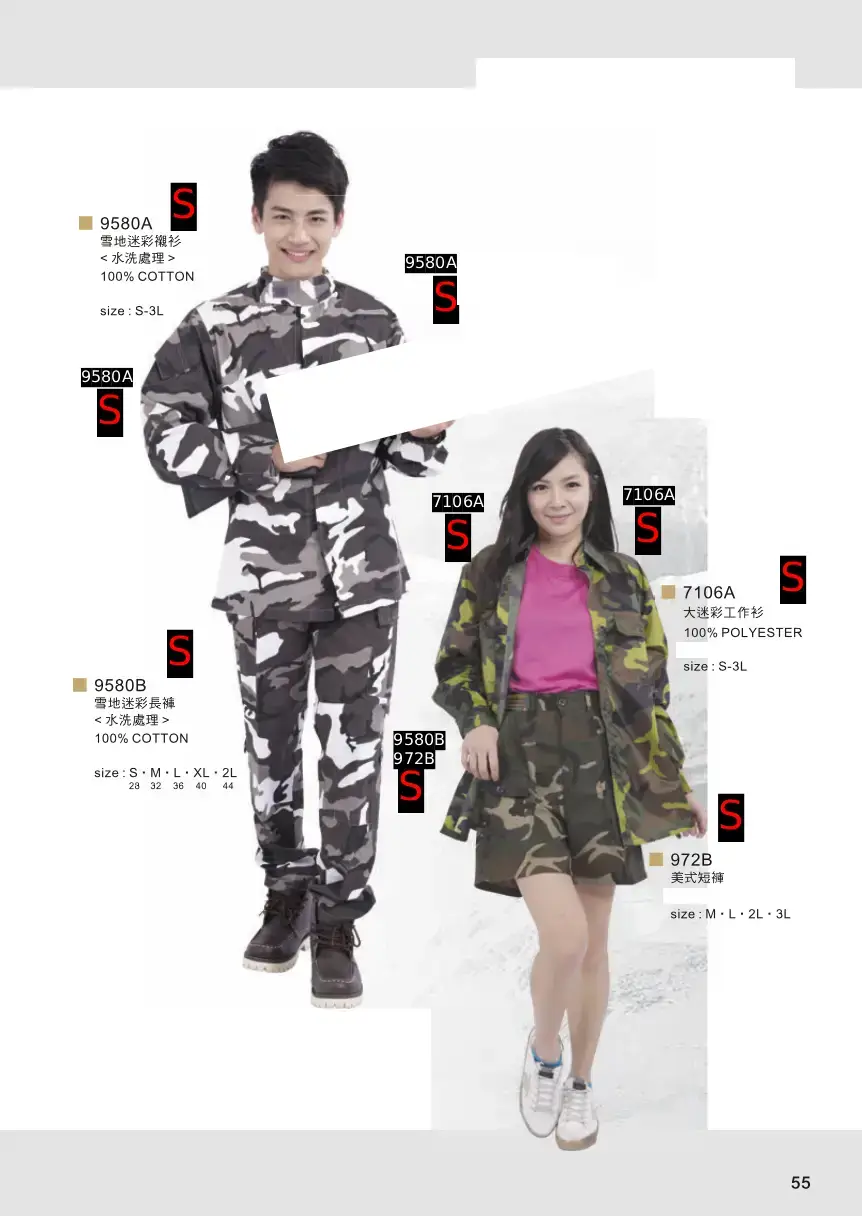 S
9580A
雪地迷彩襯衫
< 水洗處理 >
100% COTTON
size : S-3L
9580A
S
9580A
S
7106A
S
7106A
S
S
7106A
大迷彩工作衫
100% POLYESTER
size : S-3L
S
9580B
雪地迷彩長褲
< 水洗處理 >
100% COTTON
size : S・M・L・XL・2L
28 32 36 40 44
9580B
972B
S
S
972B
美式短褲
size : M・L・2L・3L
55